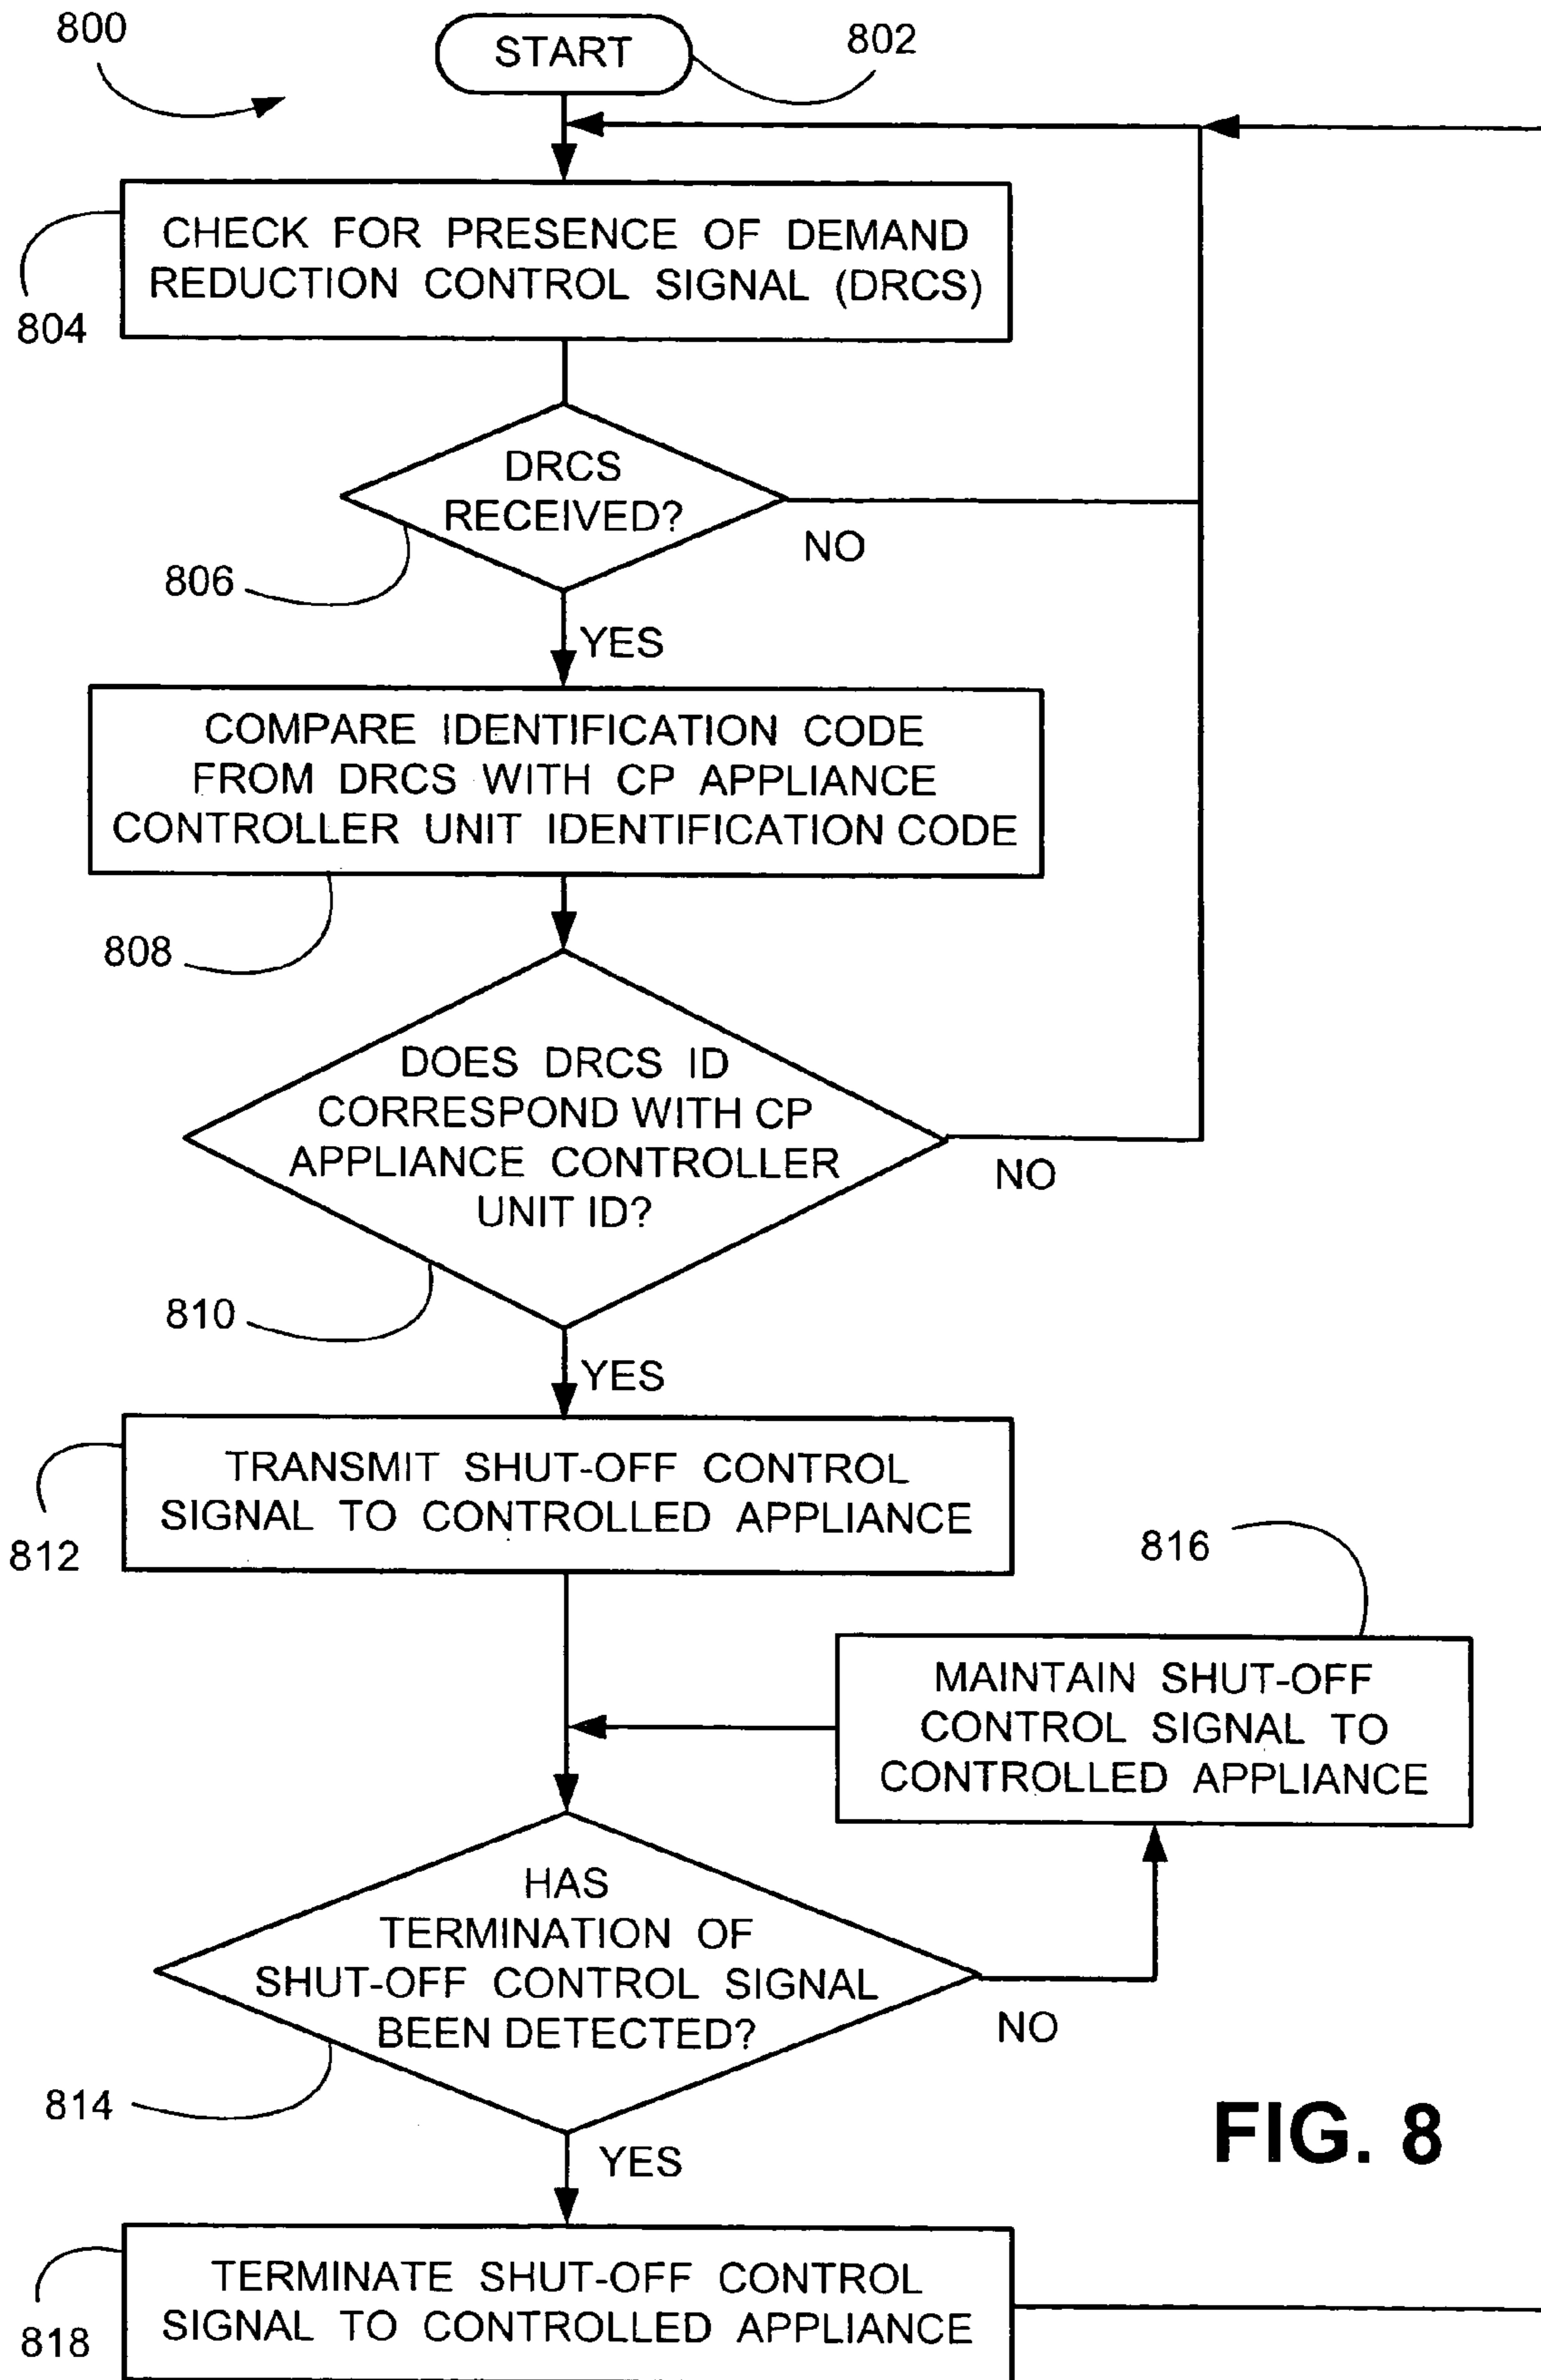 800
START
802
CHECK FOR PRESENCE OF DEMAND
REDUCTION CONTROL SIGNAL (DRCS)
804
DRCS
RECEIVED?
NO
806
YES
COMPARE IDENTIFICATION CODE
FROM DRCS WITH CP APPLIANCE
CONTROLLER UNIT IDENTIFICATION CODE
808
DOES DRCS ID
CORRESPOND WITH CP
APPLIANCE CONTROLLER
UNIT ID?
NO
810
YES
TRANSMIT SHUT-OFF CONTROL
SIGNAL TO CONTROLLED APPLIANCE
812
816
MAINTAIN SHUT-OFF
CONTROL SIGNAL TO
CONTROLLED APPLIANCE
HAS
TERMINATION OF
SHUT-OFF CONTROL SIGNAL
BEEN DETECTED?
NO
814
FIG. 8
YES
TERMINATE SHUT-OFF CONTROL
SIGNAL TO CONTROLLED APPLIANCE
818